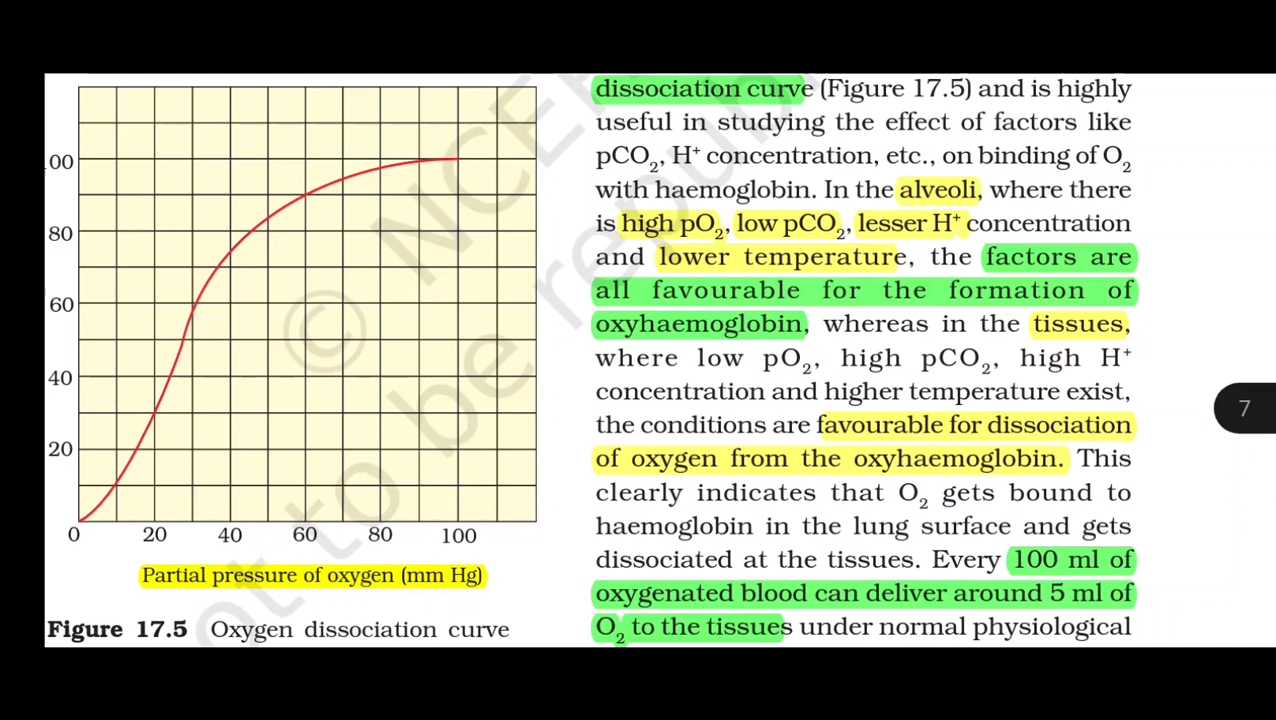 00
80
60
40
20
0 20 40 60 80 100
Partial pressure of oxygen (mm Hg)
Figure 17.5 Oxygen dissociation curve
dissociation curve (Figure 17.5) and is highly
useful in studying the effect of factors like
pCO₂, H⁺ concentration, etc., on binding of O₂
with haemoglobin. In the alveoli, where there
is high pO₂, low pCO₂, lesser H⁺ concentration
and lower temperature, the factors are
all favourable for the formation of
oxyhaemoglobin, whereas in the tissues,
where low pO₂, high pCO₂, high H⁺
concentration and higher temperature exist,
the conditions are favourable for dissociation
of oxygen from the oxyhaemoglobin. This
clearly indicates that O₂ gets bound to
haemoglobin in the lung surface and gets
dissociated at the tissues. Every 100 ml of
oxygenated blood can deliver around 5 ml of
O₂ to the tissues under normal physiological
7
© NCE
not to be repub